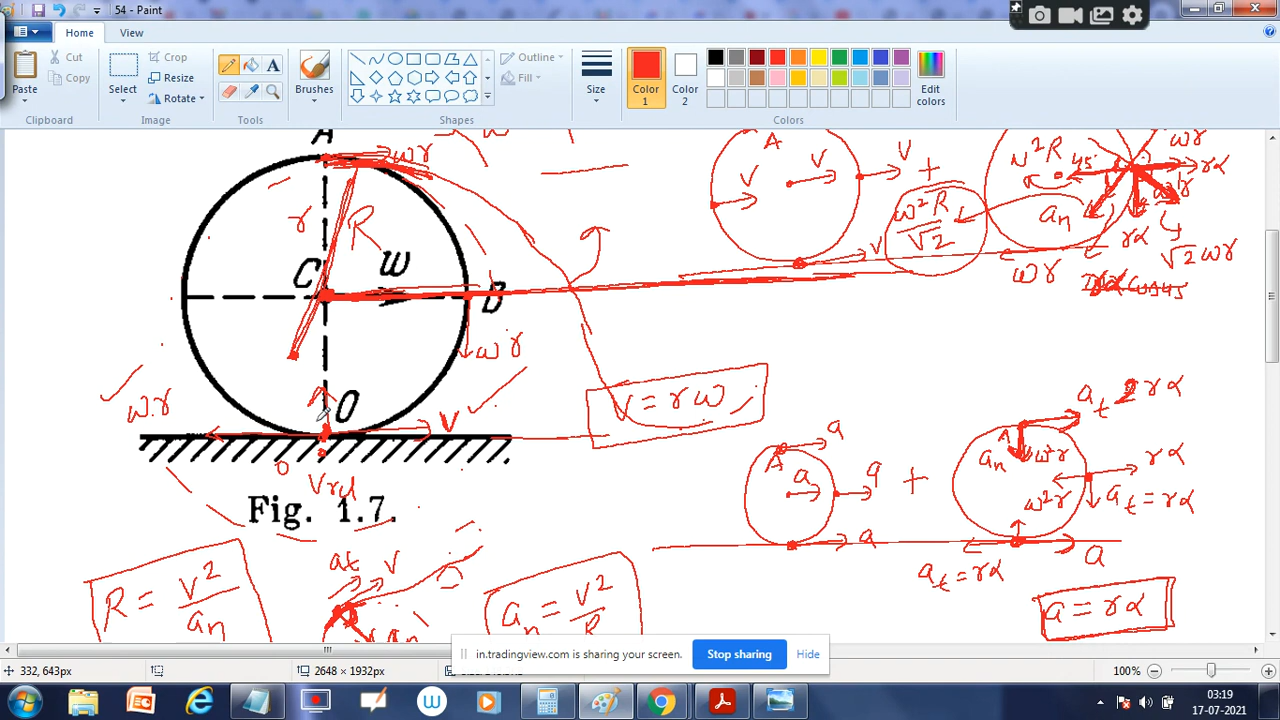 54 - Paint
Home View
Paste
Cut
Copy
Clipboard
Select
Crop
Resize
Rotate
Image
Tools
Brushes
Outline
Fill
Shapes
Size
Color 1
Color 2
Edit colors
Colors
A
ωr
r
R
C
w
B
ωr
O
ω.r
v
0
Fig. 1.7.
v = rω
A
v
v
v
+
v
ω²R
√2
ω²R
45
ωr
rα
an
rα
√2 ωr
ωr
A
a
a
a
a
+
at 2rα
an
ω²r
rα
ω²r
at = rα
at = rα
a
a = rα
R = v²
an
at
v
an
an = v²
R
in.tradingview.com is sharing your screen. Stop sharing Hide
332, 643px
2648 × 1932px
100%
03:19
17-07-2021